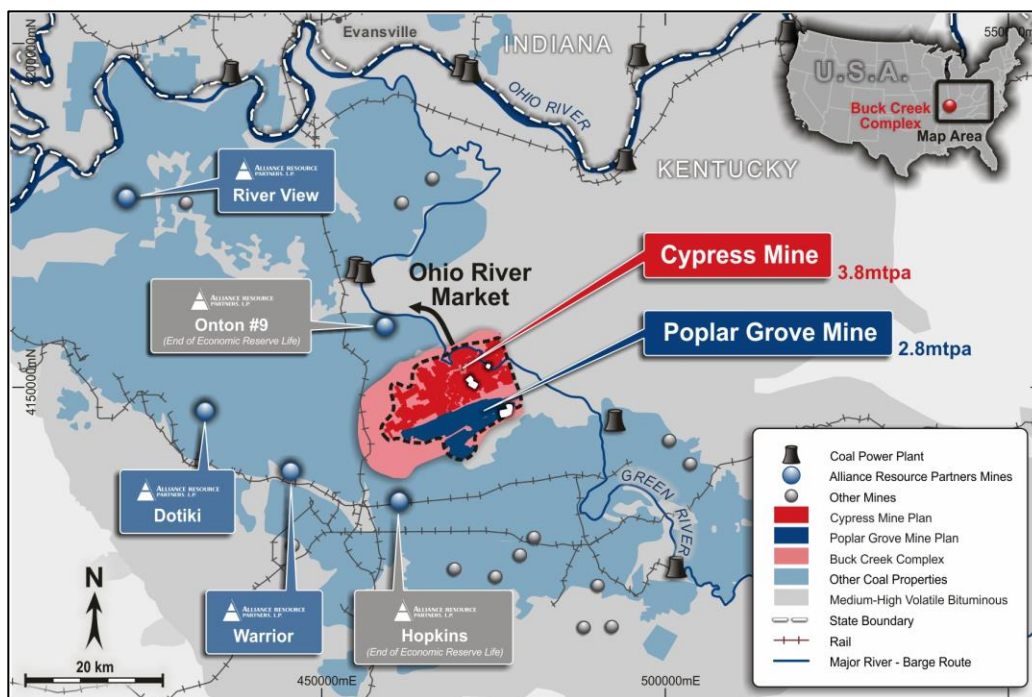 Evansville
INDIANA
OHIO RIVER
KENTUCKY
4200000mN
550000mE
U.S.A.
Buck Creek
Complex
Map Area
ALLIANCE RESOURCE
PARTNERS, L.P.
River View
Ohio River
Market
Cypress Mine
3.8mtpa
ALLIANCE RESOURCE
PARTNERS, L.P.
Onton #9
(End of Economic Reserve Life)
Poplar Grove Mine
2.8mtpa
4150000mN
ALLIANCE RESOURCE
PARTNERS, L.P.
Dotiki
GREEN RIVER
ALLIANCE RESOURCE
PARTNERS, L.P.
Warrior
ALLIANCE RESOURCE
PARTNERS, L.P.
Hopkins
(End of Economic Reserve Life)
N
20 km
450000mE
500000mE
Coal Power Plant
Alliance Resource Partners Mines
Other Mines
Cypress Mine Plan
Poplar Grove Mine Plan
Buck Creek Complex
Other Coal Properties
Medium-High Volatile Bituminous
State Boundary
Rail
Major River - Barge Route